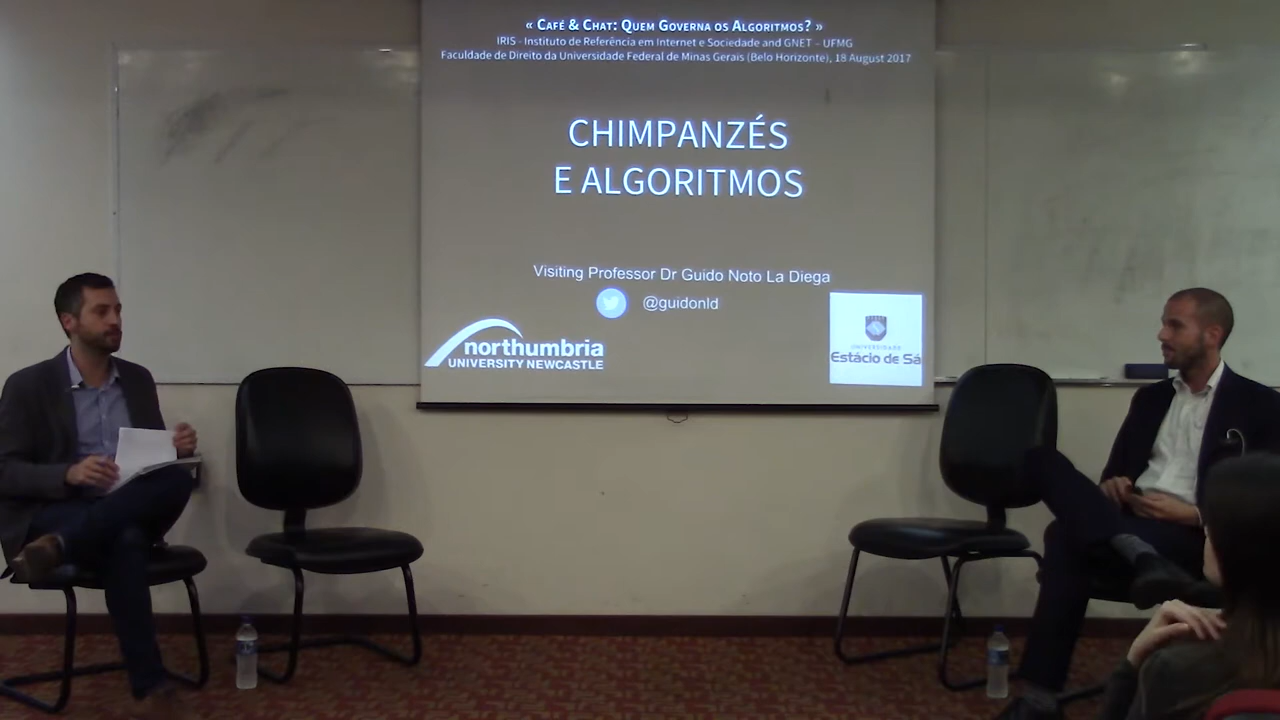 « Café & Chat: Quem Governa os Algoritmos? »
IRIS - Instituto de Referência em Internet e Sociedade and GNET - UFMG
Faculdade de Direito da Universidade Federal de Minas Gerais (Belo Horizonte), 18 August 2017
CHIMPANZÉS
E ALGORITMOS
Visiting Professor Dr Guido Noto La Diega
@guidonld
northumbria
UNIVERSITY NEWCASTLE
UNIVERSIDADE
Estácio de Sá